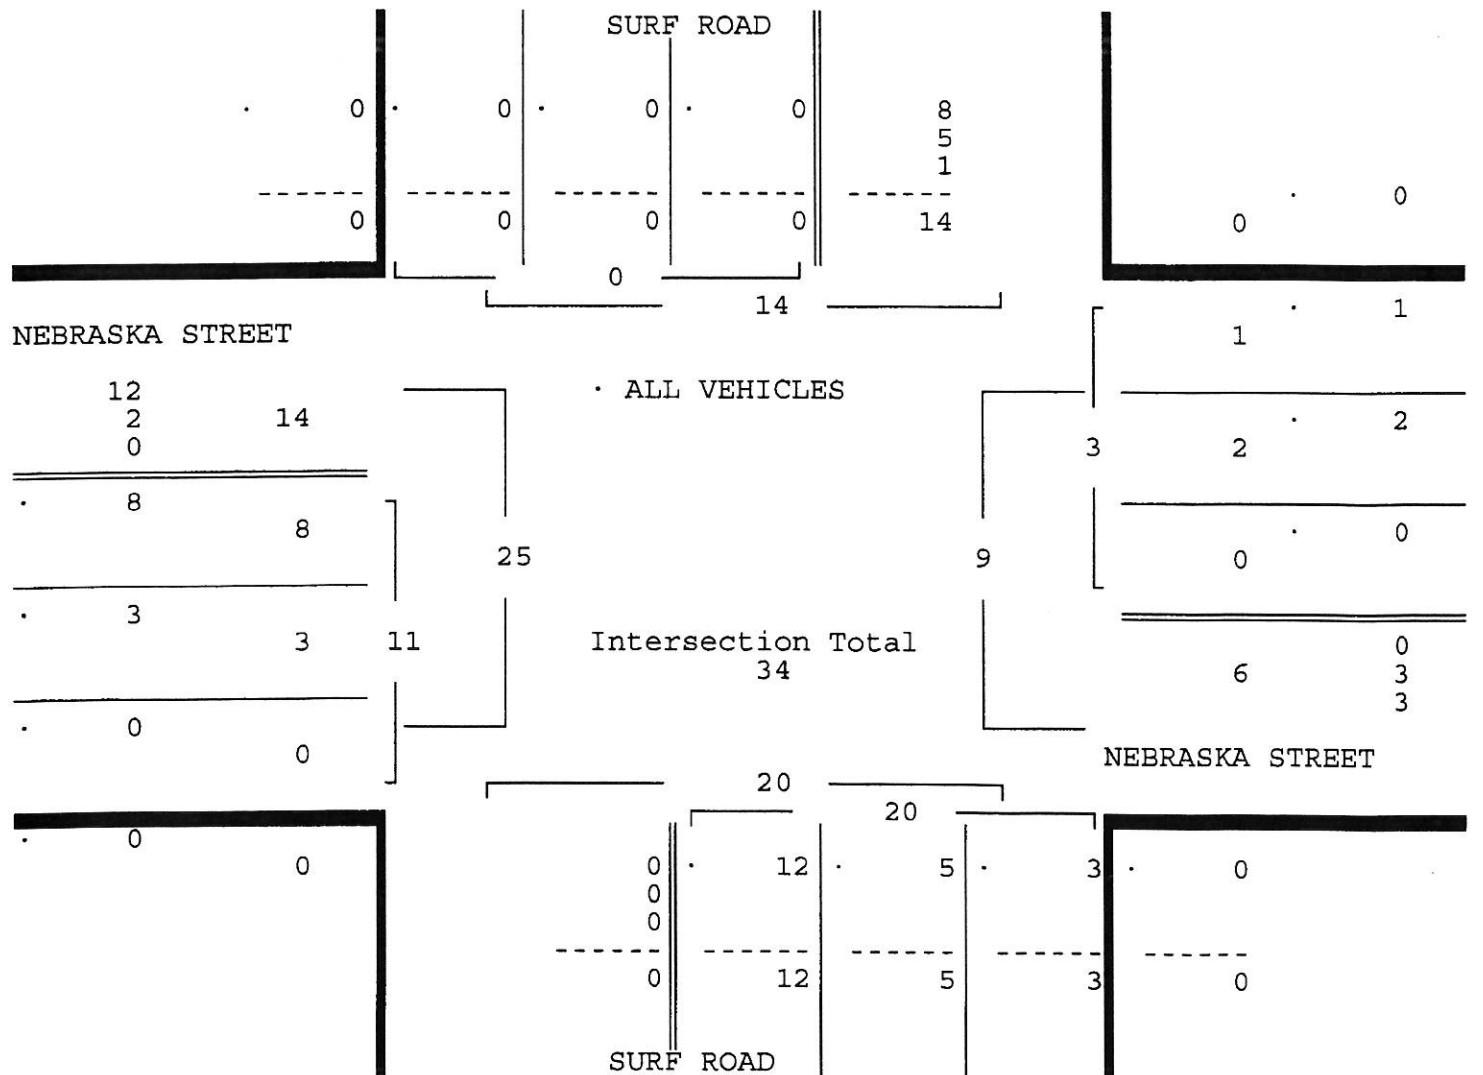 SURF ROAD
· 0 · 0 · 0 · 0 8
5
1
------ ------ ------ ------ ------
· 0
0 0 0 0 14 0
0
14
· 1
NEBRASKA STREET 1
12 · ALL VEHICLES
2 14 · 2
0 3 2
· 8
8 · 0
25 9 0
· 3
3 11 Intersection Total 0
34 6 3
3
· 0
0 NEBRASKA STREET
20
20
· 0
0 0 · 12 · 5 · 3 · 0
0
0
------ ------ ------ ------ ------
0 12 5 3 0
SURF ROAD